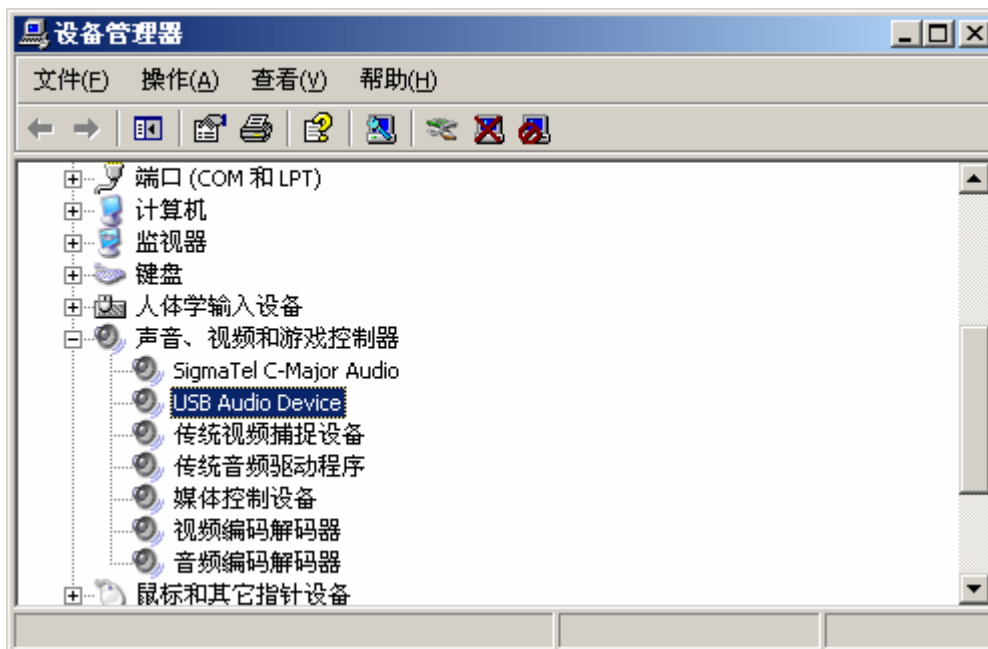 设备管理器
文件(F) 操作(A) 查看(V) 帮助(H)
端口 (COM 和 LPT)
计算机
监视器
键盘
人体学输入设备
声音、视频和游戏控制器
SigmaTel C-Major Audio
USB Audio Device
传统视频捕捉设备
传统音频驱动程序
媒体控制设备
视频编码解码器
音频编码解码器
鼠标和其它指针设备